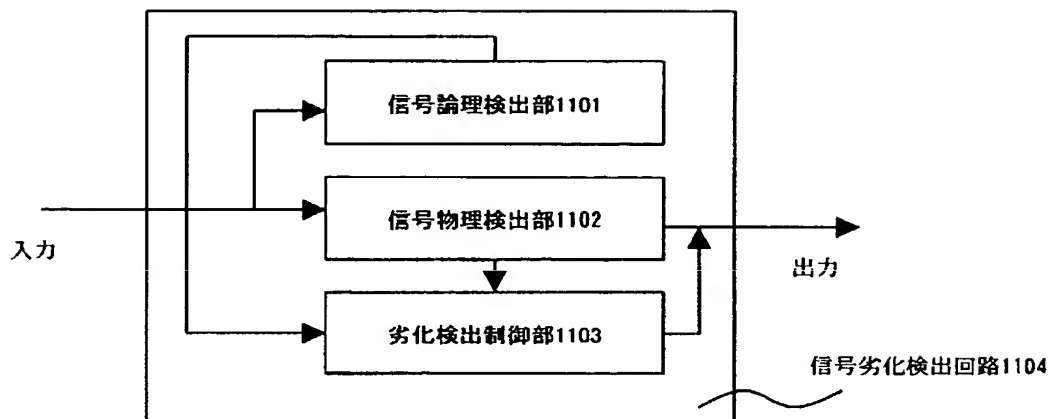 信号論理検出部1101
信号物理検出部1102
入力
出力
劣化検出制御部1103
信号劣化検出回路1104